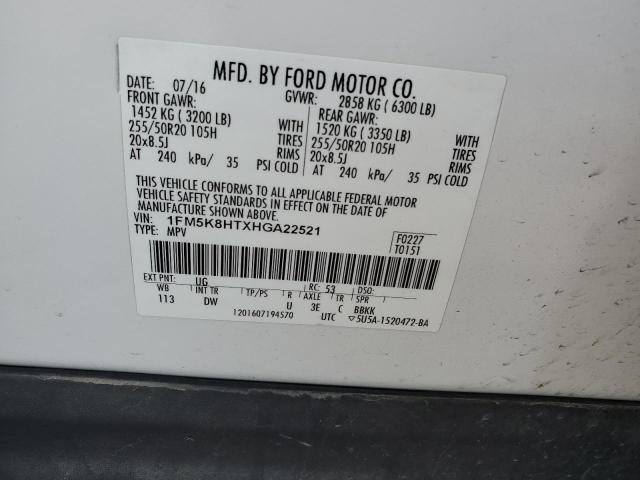 MFD. BY FORD MOTOR CO.
DATE: 07/16 GVWR: 2858 KG ( 6300 LB)
FRONT GAWR: REAR GAWR:
1452 KG ( 3200 LB) WITH 1520 KG ( 3350 LB) WITH
255/50R20 105H TIRES 255/50R20 105H TIRES
20x8.5J RIMS 20x8.5J RIMS
AT 240 kPa/ 35 PSI COLD AT 240 kPa/ 35 PSI COLD
THIS VEHICLE CONFORMS TO ALL APPLICABLE FEDERAL MOTOR
VEHICLE SAFETY STANDARDS IN EFFECT ON THE DATE OF
MANUFACTURE SHOWN ABOVE.
VIN: 1FM5K8HTXHGA22521 F0227
TYPE: MPV T0151
EXT PNT: UG RC: 53 DSO:
WB INT TR TP/PS R AXLE TR SPR
113 DW U 3E C BBKK
1201607194570 UTC ▽5U5A-1520472-BA